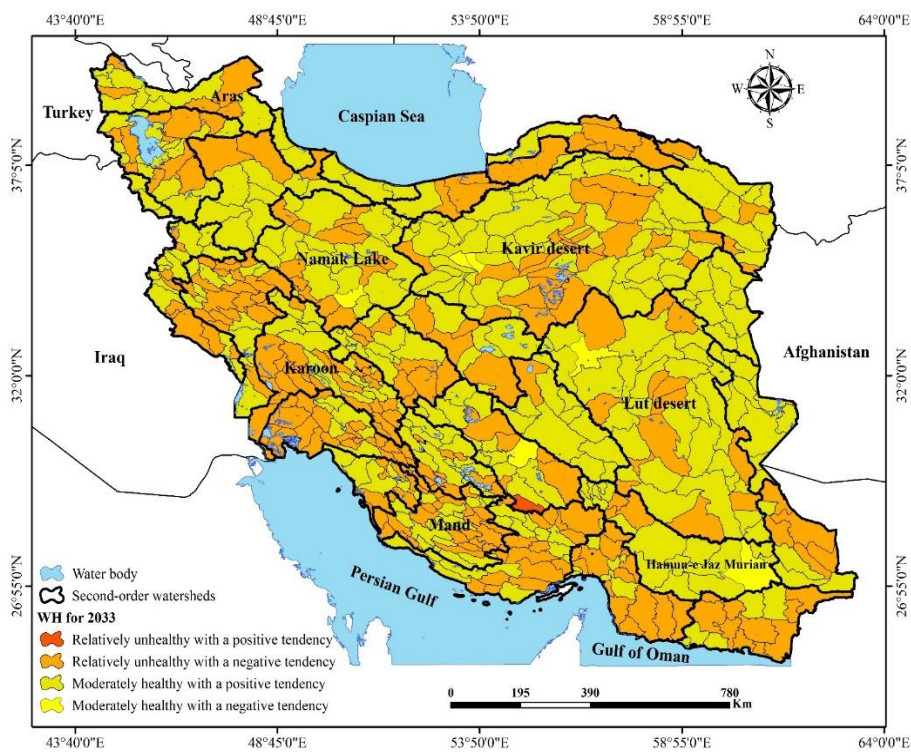 43°40'0"E 48°45'0"E 53°50'0"E 58°55'0"E 64°0'0"E
N
W E
S
Turkey
Aras
Caspian Sea
37°5'0"N
37°5'0"N
Namak Lake
Kavir desert
Iraq
Karoon
Afghanistan
32°0'0"N
32°0'0"N
Lut desert
Mand
Hamun-e Jaz Murian
26°55'0"N
26°55'0"N
Persian Gulf
Gulf of Oman
Water body
Second-order watersheds
WH for 2033
Relatively unhealthy with a positive tendency
Relatively unhealthy with a negative tendency
Moderately healthy with a positive tendency
Moderately healthy with a negative tendency
0 195 390 780
Km
43°40'0"E 48°45'0"E 53°50'0"E 58°55'0"E 64°0'0"E